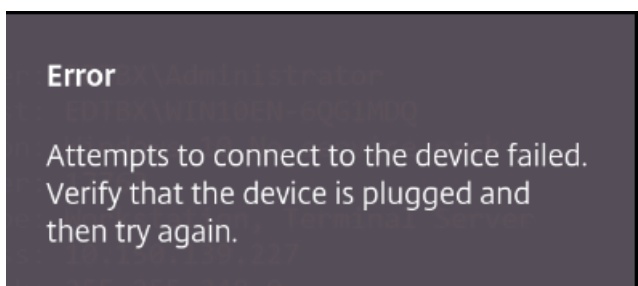 Error
Attempts to connect to the device failed.
Verify that the device is plugged and
then try again.